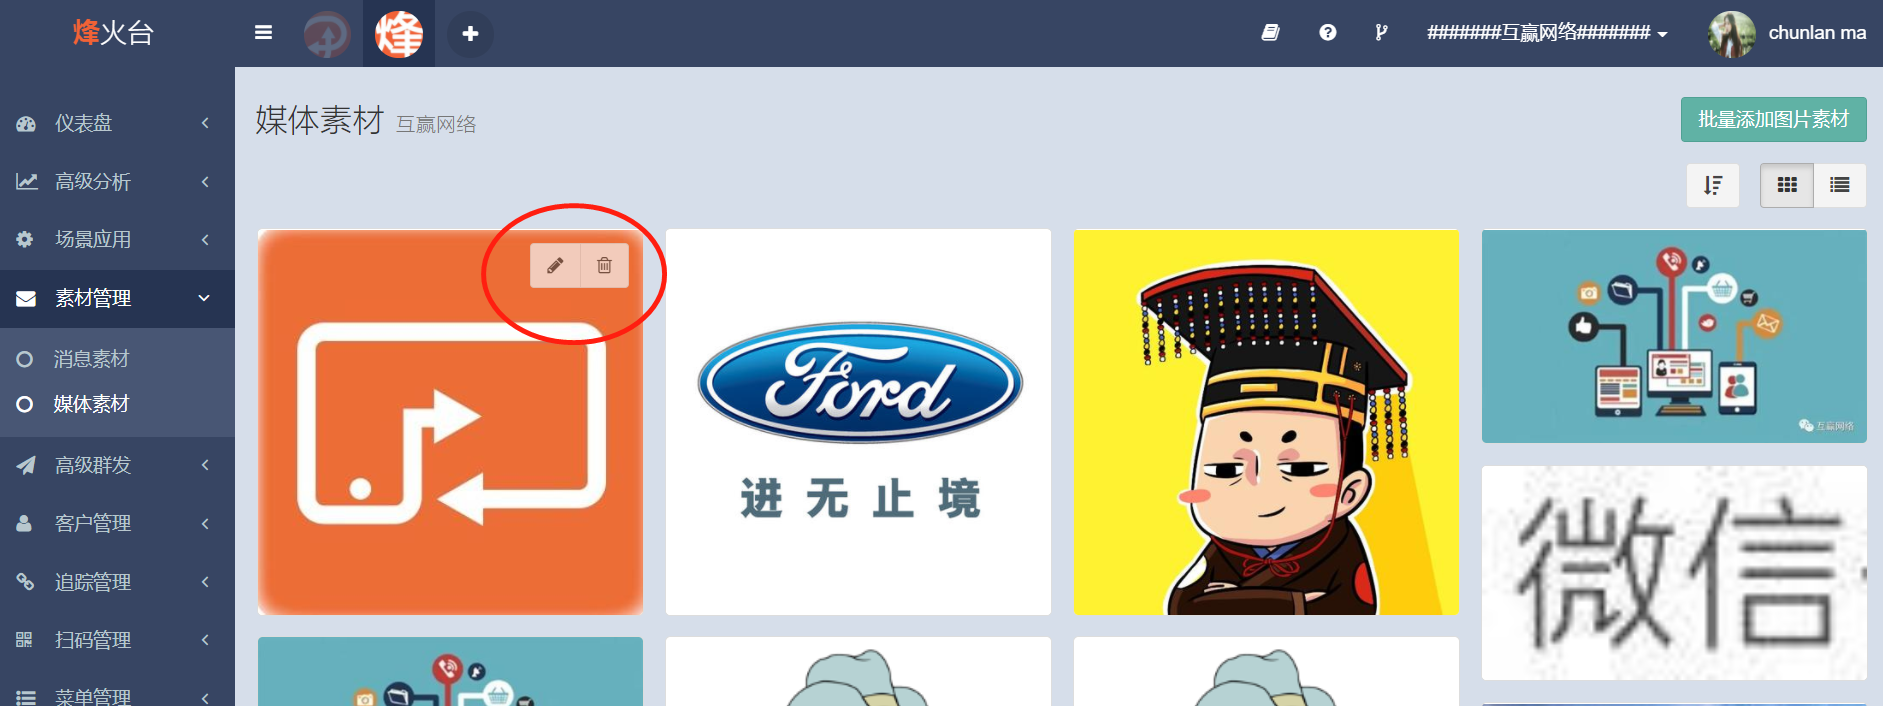 烽火台
烽
#######互赢网络#######
chunlan ma
仪表盘
高级分析
场景应用
素材管理
消息素材
媒体素材
高级群发
客户管理
追踪管理
扫码管理
菜单管理
媒体素材 互赢网络
批量添加图片素材
Ford
进无止境
互赢网络
微信